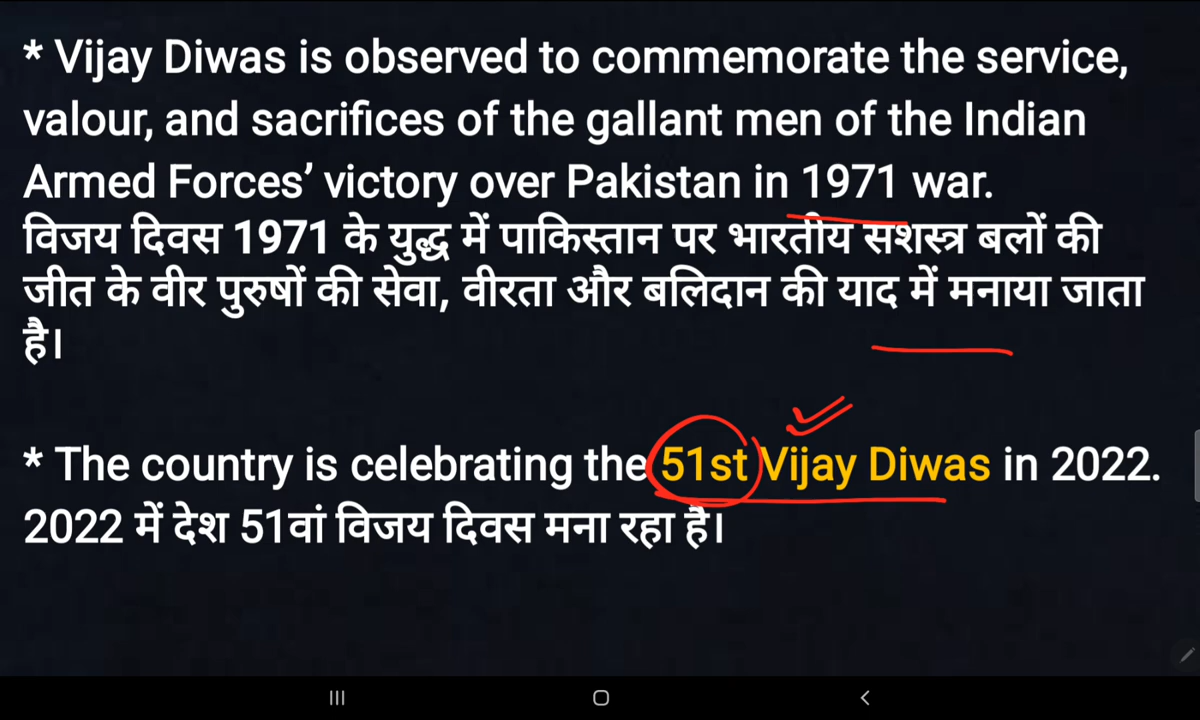 * Vijay Diwas is observed to commemorate the service,
valour, and sacrifices of the gallant men of the Indian
Armed Forces’ victory over Pakistan in 1971 war.
विजय दिवस 1971 के युद्ध में पाकिस्तान पर भारतीय सशस्त्र बलों की
जीत के वीर पुरुषों की सेवा, वीरता और बलिदान की याद में मनाया जाता
है।
* The country is celebrating the 51st Vijay Diwas in 2022.
2022 में देश 51वां विजय दिवस मना रहा है।